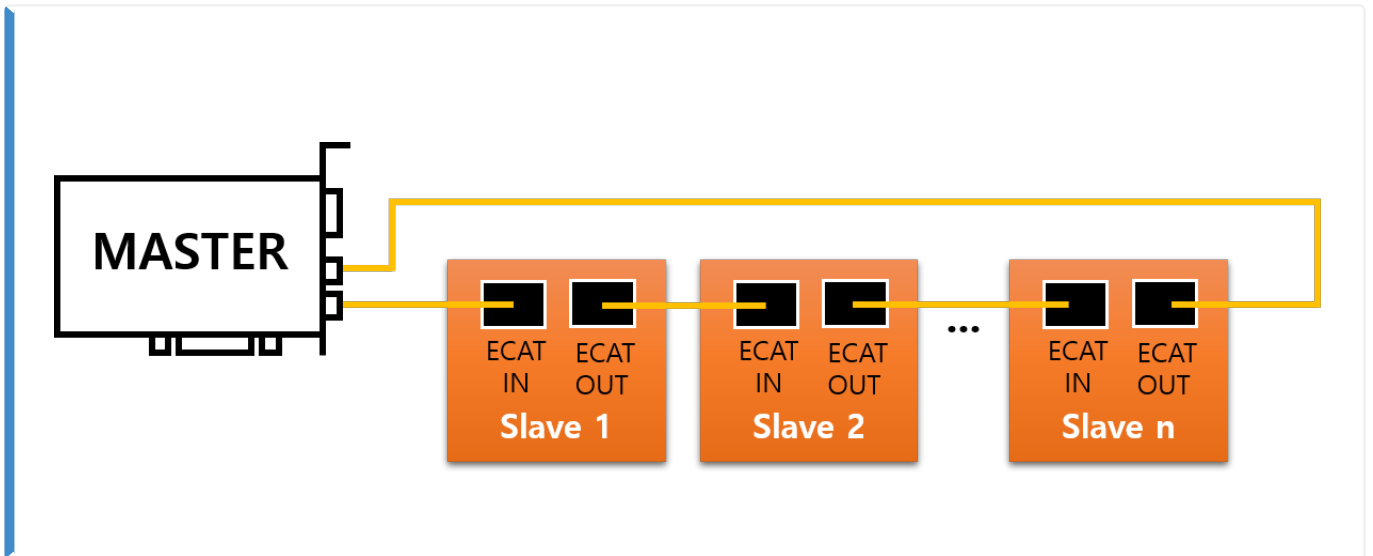 MASTER
ECAT
IN
ECAT
OUT
Slave 1
ECAT
IN
ECAT
OUT
Slave 2
...
ECAT
IN
ECAT
OUT
Slave n